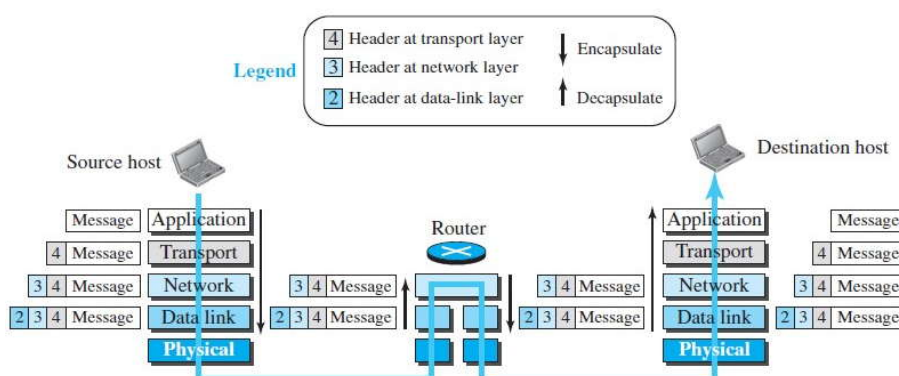 Legend
4 Header at transport layer
3 Header at network layer
2 Header at data-link layer
Encapsulate
Decapsulate
Source host
Destination host
Router
Message Application
4 Message Transport
3 4 Message Network
2 3 4 Message Data link
Physical
3 4 Message
2 3 4 Message
3 4 Message
2 3 4 Message
Application Message
Transport 4 Message
Network 3 4 Message
Data link 2 3 4 Message
Physical